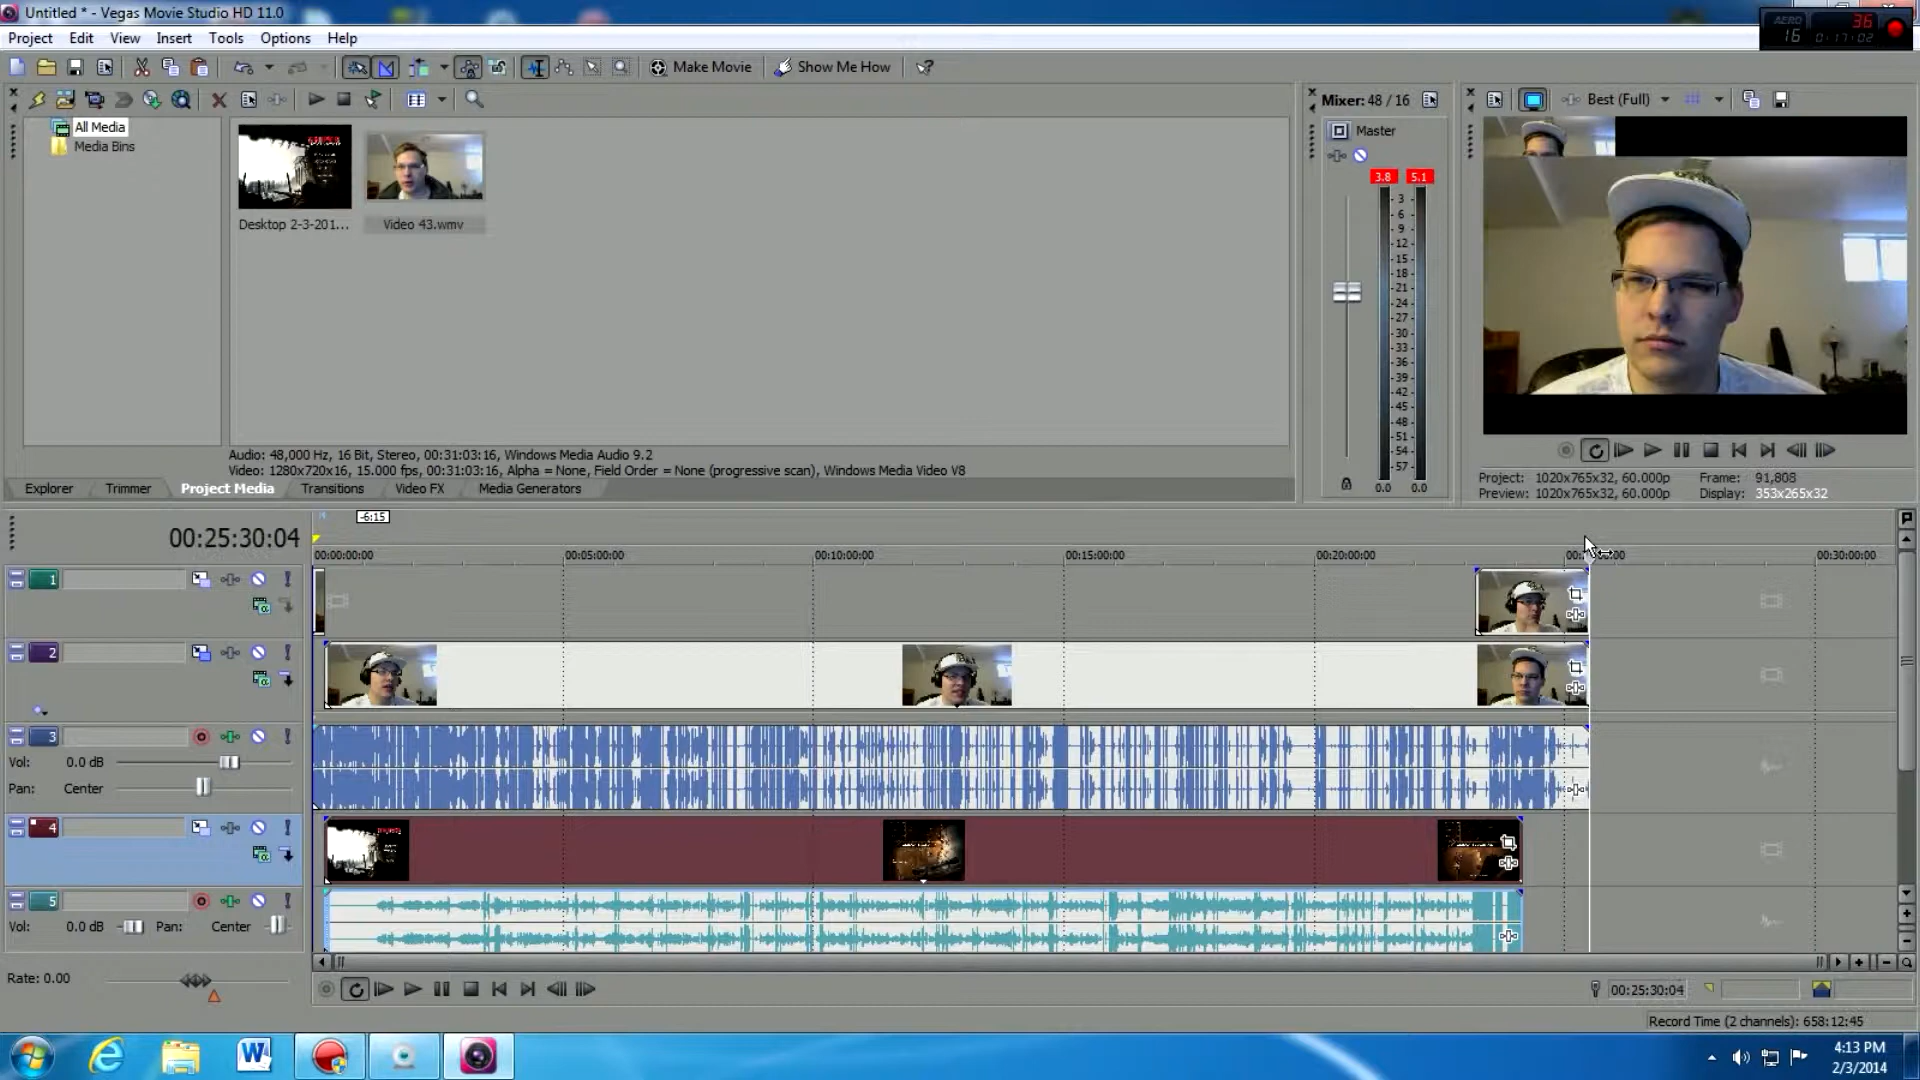 Untitled * - Vegas Movie Studio HD 11.0
Project Edit View Insert Tools Options Help
AERO 36
16 0:17:02
Make Movie Show Me How
All Media
Media Bins
Desktop 2-3-201...
Video 43.wmv
Audio: 48,000 Hz, 16 Bit, Stereo, 00:31:03:16, Windows Media Audio 9.2
Video: 1280x720x16, 15.000 fps, 00:31:03:16, Alpha = None, Field Order = None (progressive scan), Windows Media Video V8
Explorer Trimmer Project Media Transitions Video FX Media Generators
Mixer: 48 / 16
Master
3.8 5.1
- 3 -
- 6 -
- 9 -
- 12 -
- 15 -
- 18 -
- 21 -
- 24 -
- 27 -
- 30 -
- 33 -
- 36 -
- 39 -
- 42 -
- 45 -
- 48 -
- 51 -
- 54 -
- 57 -
0.0 0.0
Best (Full)
Project: 1020x765x32, 60.000p Frame: 91,808
Preview: 1020x765x32, 60.000p Display: 353x265x32
00:25:30:04
-6:15
00:00:00:00 00:05:00:00 00:10:00:00 00:15:00:00 00:20:00:00 00:30:00:00
1
2
3
Vol: 0.0 dB
Pan: Center
4
5
Vol: 0.0 dB Pan: Center
Rate: 0.00
00:25:30:04
Record Time (2 channels): 658:12:45
4:13 PM
2/3/2014